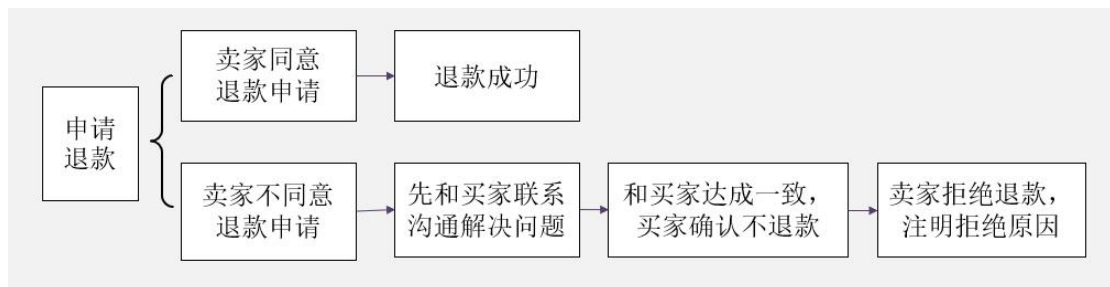 申请
退款
卖家同意
退款申请
退款成功
卖家不同意
退款申请
先和买家联系
沟通解决问题
和买家达成一致，
买家确认不退款
卖家拒绝退款，
注明拒绝原因